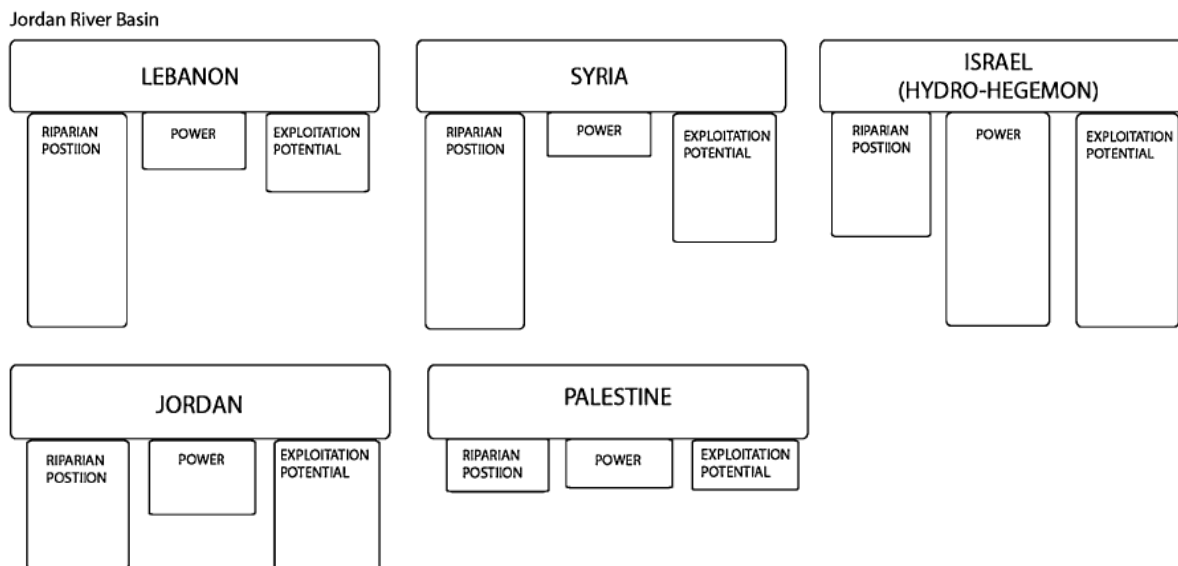 Jordan River Basin
LEBANON
RIPARIAN
POSTIION
POWER
EXPLOITATION
POTENTIAL
SYRIA
RIPARIAN
POSTIION
POWER
EXPLOITATION
POTENTIAL
ISRAEL
(HYDRO-HEGEMON)
RIPARIAN
POSTIION
POWER
EXPLOITATION
POTENTIAL
JORDAN
RIPARIAN
POSTIION
POWER
EXPLOITATION
POTENTIAL
PALESTINE
RIPARIAN
POSTIION
POWER
EXPLOITATION
POTENTIAL